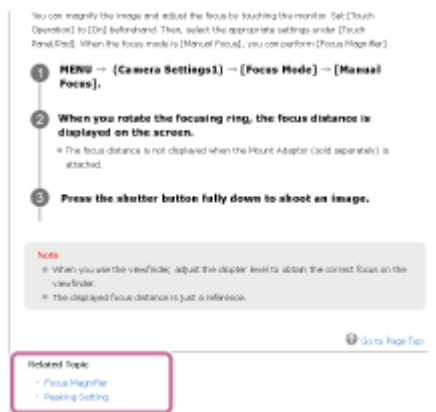 You can magnify the image and adjust the focus by touching the monitor. Set [Touch
Operation] to [On] beforehand. Then, select the appropriate settings under [Touch
Panel/Pad]. When the focus mode is [Manual Focus], you can perform [Focus Magnifier].
1 MENU → (Camera Settings1) → [Focus Mode] → [Manual
Focus].
2 When you rotate the focusing ring, the focus distance is
displayed on the screen.
The focus distance is not displayed when the Mount Adaptor (sold separately) is
attached.
3 Press the shutter button fully down to shoot an image.
Note
When you use the viewfinder, adjust the diopter level to obtain the correct focus on the
viewfinder.
The displayed focus distance is just a reference.
Go to Page Top
Related Topic
Focus Magnifier
Peaking Setting